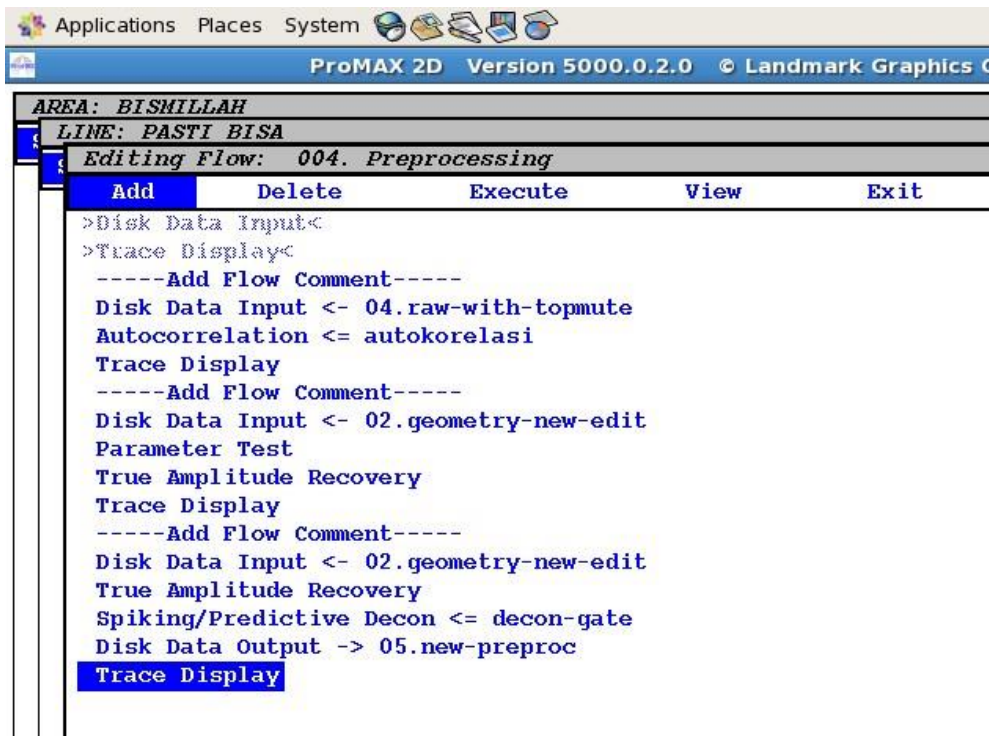 Applications Places System
ProMAX 2D Version 5000.0.2.0 © Landmark Graphics
AREA: BISMILLAH
LINE: PASTI BISA
Editing Flow: 004. Preprocessing
Add Delete Execute View Exit
>Disk Data Input<
>Trace Display<
-----Add Flow Comment-----
Disk Data Input <- 04.raw-with-topmute
Autocorrelation <= autokorelasi
Trace Display
-----Add Flow Comment-----
Disk Data Input <- 02.geometry-new-edit
Parameter Test
True Amplitude Recovery
Trace Display
-----Add Flow Comment-----
Disk Data Input <- 02.geometry-new-edit
True Amplitude Recovery
Spiking/Predictive Decon <= decon-gate
Disk Data Output -> 05.new-preproc
Trace Display